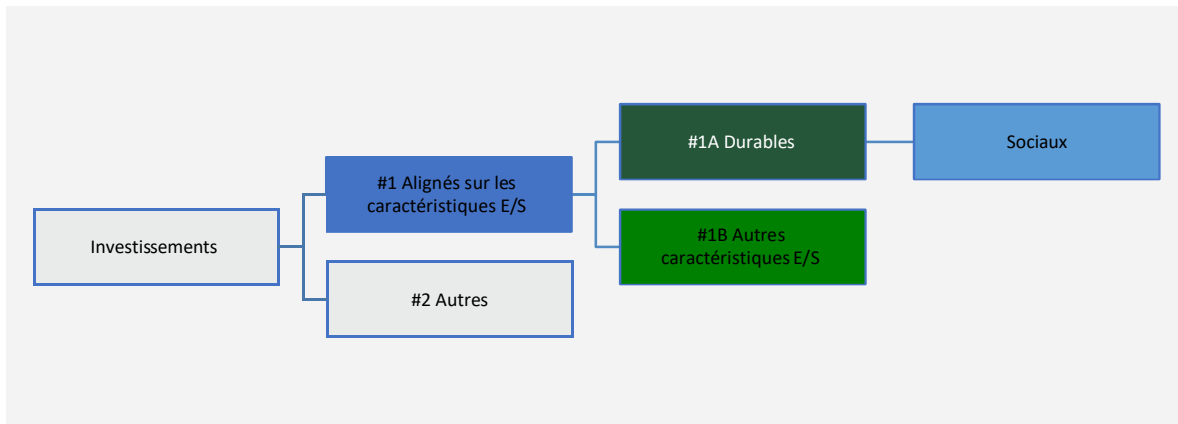 Investissements
#1 Alignés sur les
caractéristiques E/S
#2 Autres
#1A Durables
#1B Autres
caractéristiques E/S
Sociaux